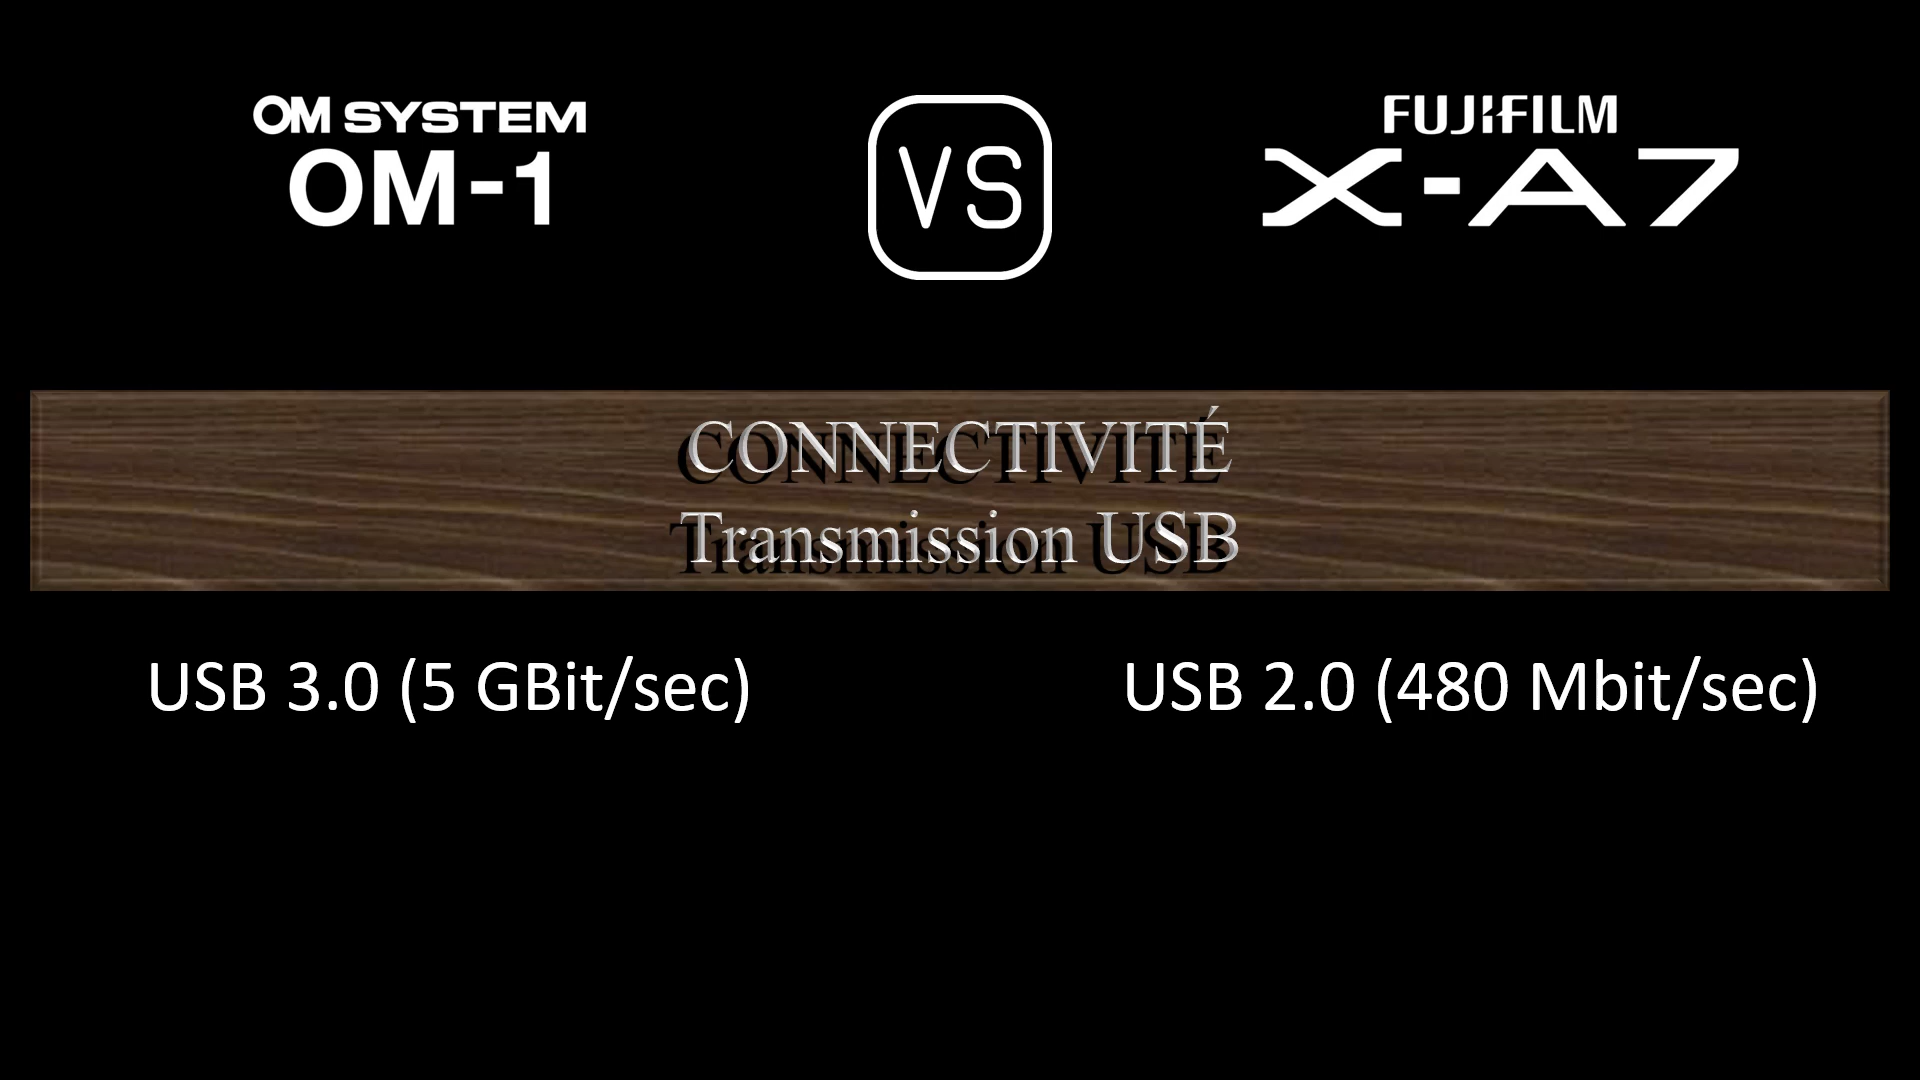 OM SYSTEM
OM-1
VS
FUJIFILM
X-A7
CONNECTIVITÉ
Transmission USB
USB 3.0 (5 GBit/sec)
USB 2.0 (480 Mbit/sec)